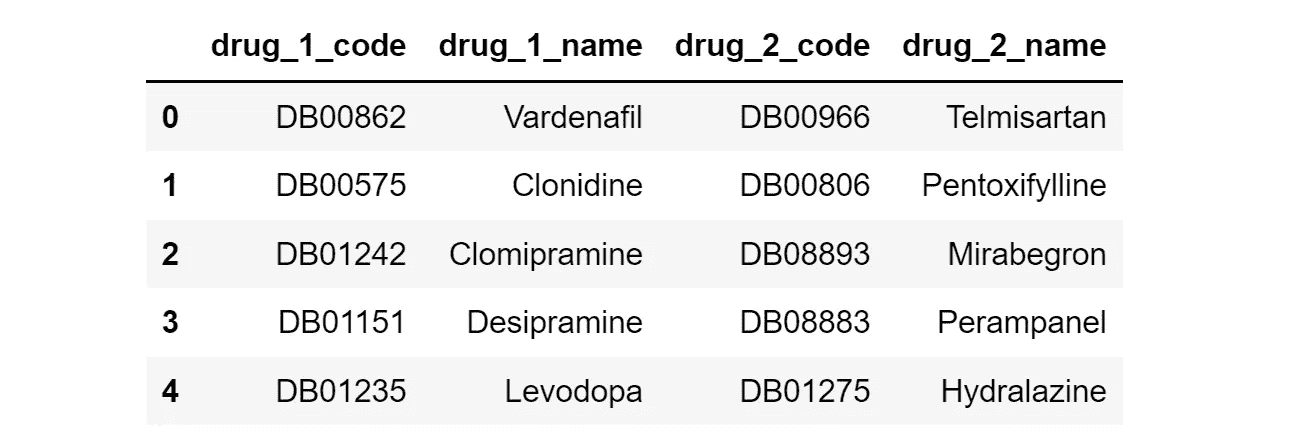 drug_1_code drug_1_name drug_2_code drug_2_name
0 DB00862 Vardenafil DB00966 Telmisartan
1 DB00575 Clonidine DB00806 Pentoxifylline
2 DB01242 Clomipramine DB08893 Mirabegron
3 DB01151 Desipramine DB08883 Perampanel
4 DB01235 Levodopa DB01275 Hydralazine